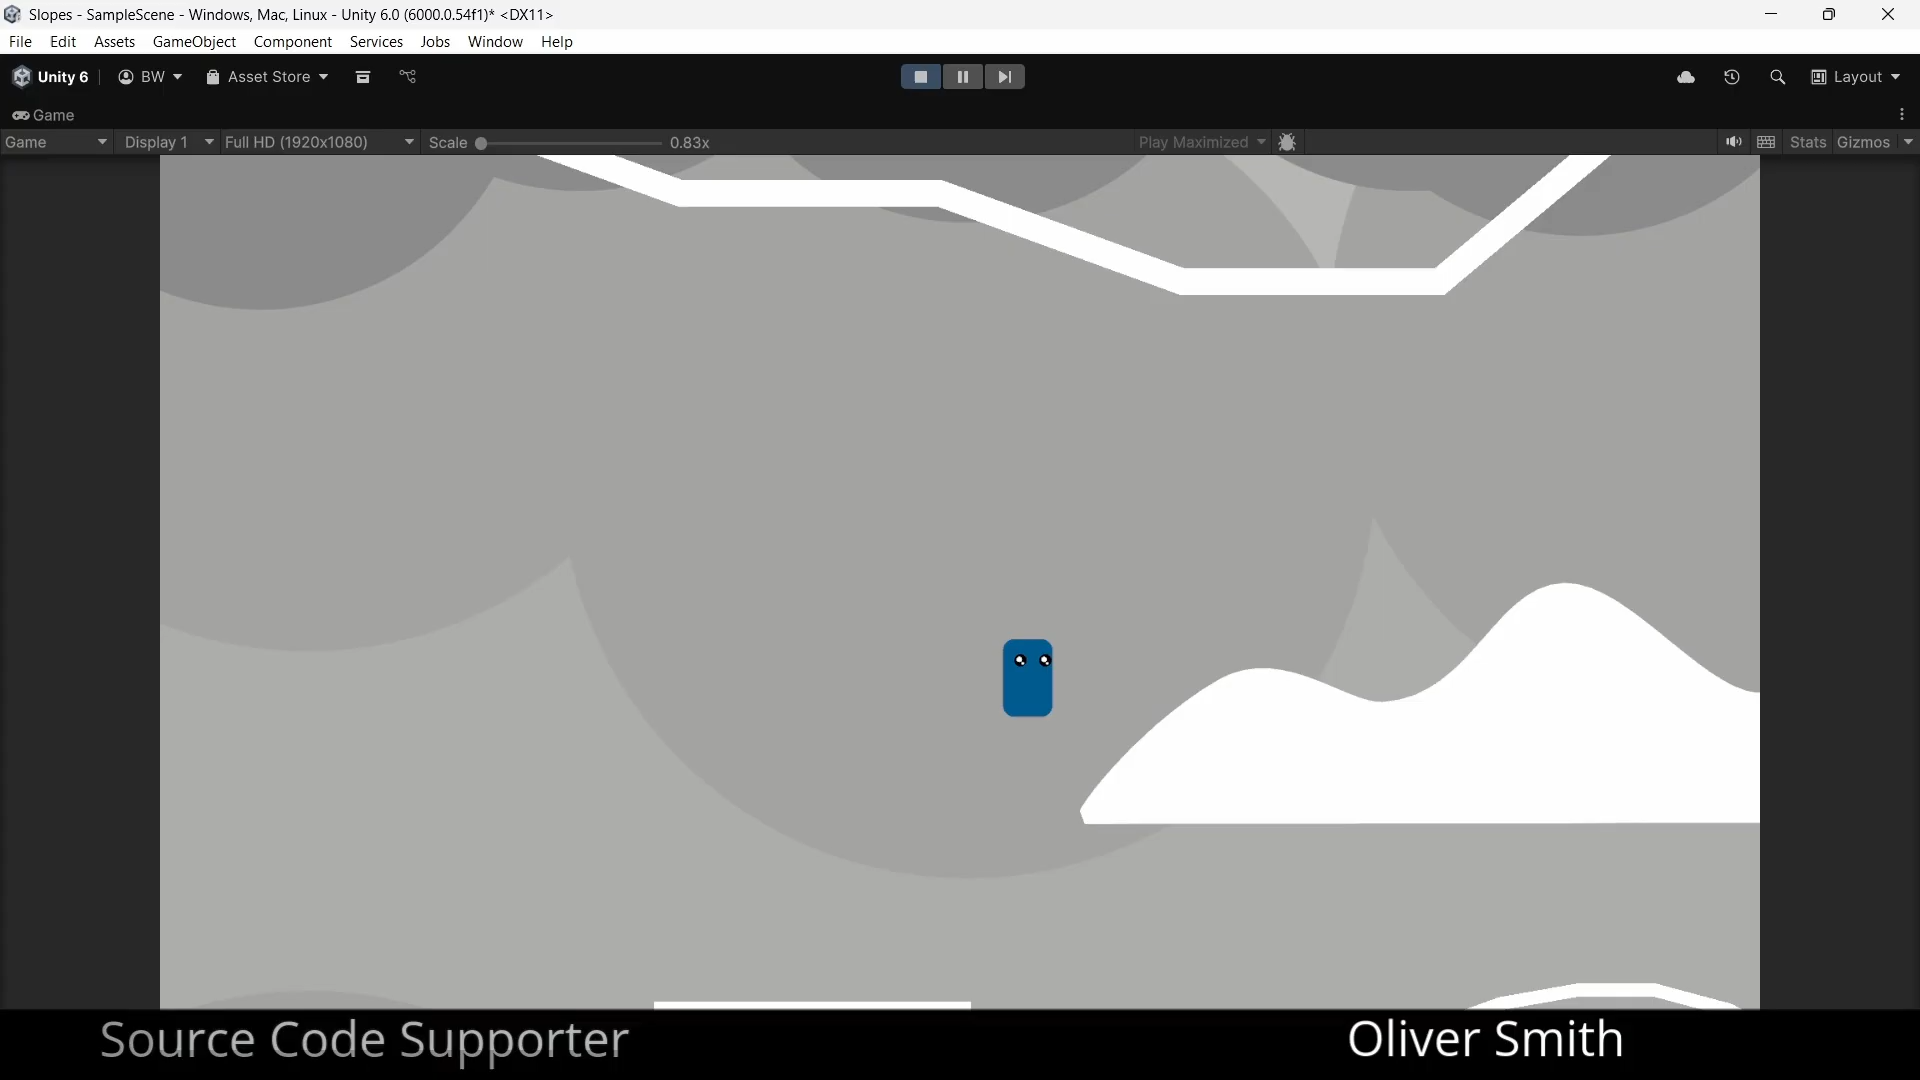 Slopes - SampleScene - Windows, Mac, Linux - Unity 6.0 (6000.0.54f1)* <DX11>
File Edit Assets GameObject Component Services Jobs Window Help
Unity 6 BW Asset Store Layout
Game
Game Display 1 Full HD (1920x1080) Scale 0.83x Play Maximized Stats Gizmos
Source Code Supporter Oliver Smith